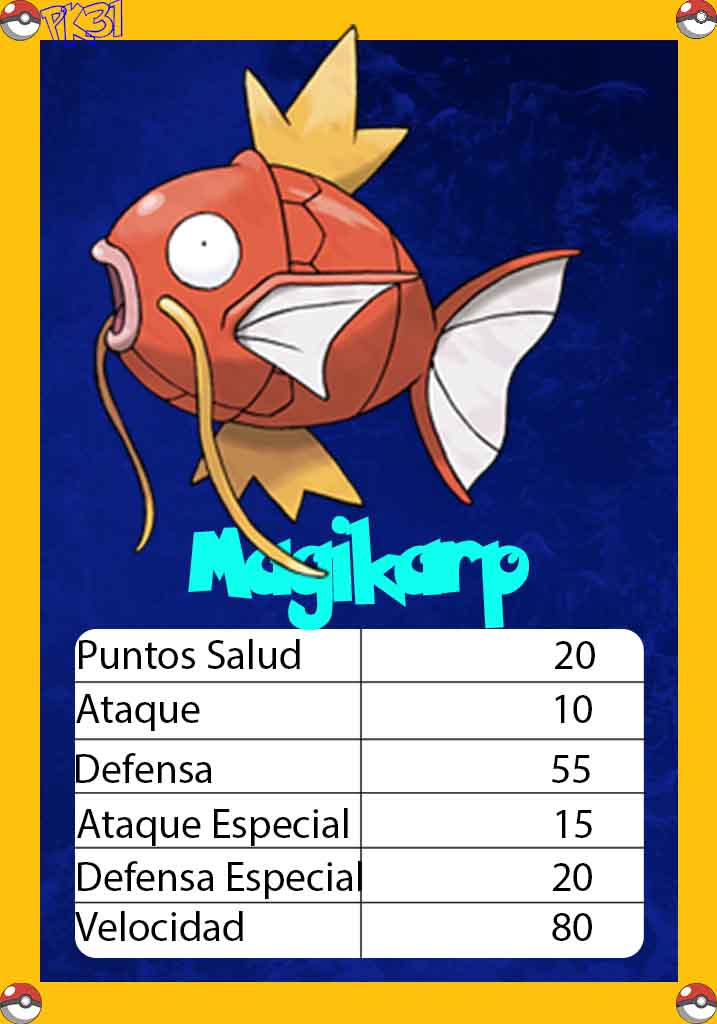 PK31
Magikarp
Puntos Salud 20
Ataque 10
Defensa 55
Ataque Especial 15
Defensa Especial 20
Velocidad 80